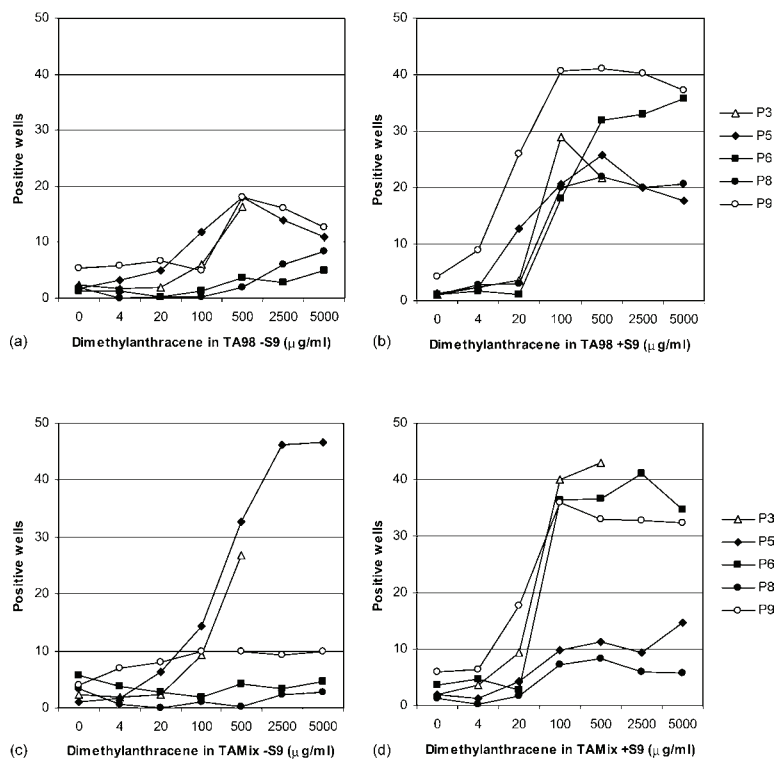 50
40
30
20
10
0
Positive wells
0 4 20 100 500 2500 5000
(a) Dimethylanthracene in TA98 -S9 (μ g/ml)
50
40
30
20
10
0
Positive wells
0 4 20 100 500 2500 5000
(b) Dimethylanthracene in TA98 +S9 (μ g/ml)
P3
P5
P6
P8
P9
50
40
30
20
10
0
Positive wells
0 4 20 100 500 2500 5000
(c) Dimethylanthracene in TAMix -S9 (μ g/ml)
50
40
30
20
10
0
Positive wells
0 4 20 100 500 2500 5000
(d) Dimethylanthracene in TAMix +S9 (μ g/ml)
P3
P5
P6
P8
P9